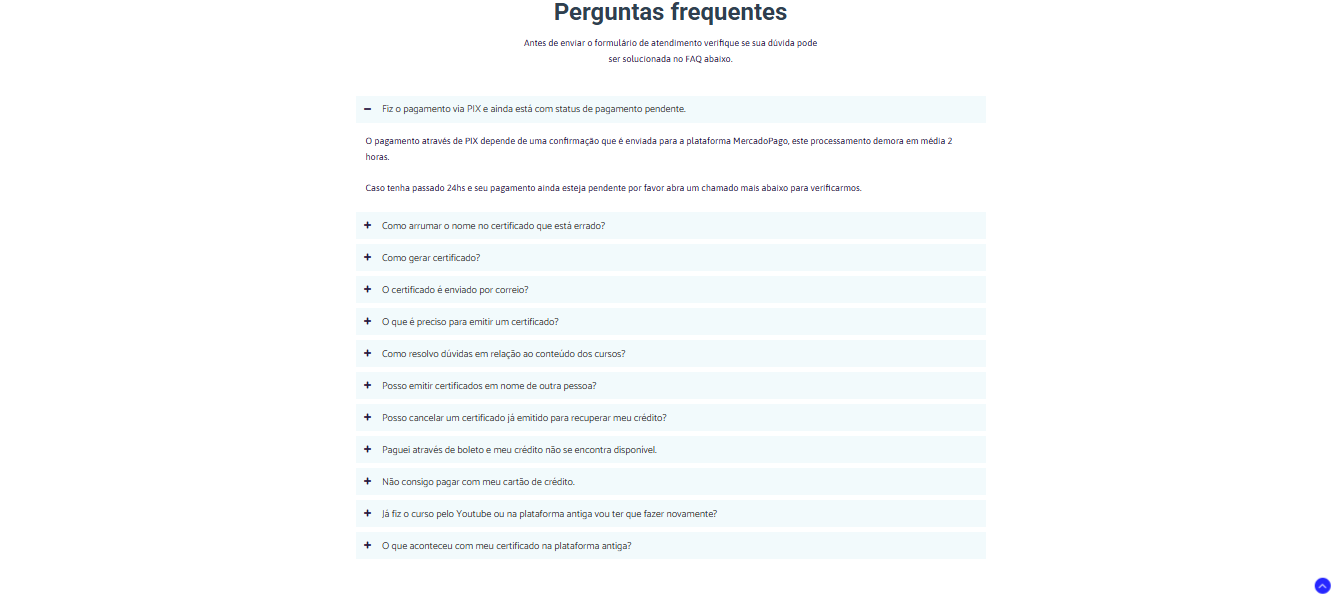 Perguntas frequentes
Antes de enviar o formulário de atendimento verifique se sua dúvida pode
ser solucionada no FAQ abaixo.
Fiz o pagamento via PIX e ainda está com status de pagamento pendente.
O pagamento através de PIX depende de uma confirmação que é enviada para a plataforma MercadoPago, este processamento demora em média 2
horas.
Caso tenha passado 24hs e seu pagamento ainda esteja pendente por favor abra um chamado mais abaixo para verificarmos.
Como arrumar o nome no certificado que está errado?
Como gerar certificado?
O certificado é enviado por correio?
O que é preciso para emitir um certificado?
Como resolvo dúvidas em relação ao conteúdo dos cursos?
Posso emitir certificados em nome de outra pessoa?
Posso cancelar um certificado já emitido para recuperar meu crédito?
Paguei através de boleto e meu crédito não se encontra disponível.
Não consigo pagar com meu cartão de crédito.
Já fiz o curso pelo Youtube ou na plataforma antiga vou ter que fazer novamente?
O que aconteceu com meu certificado na plataforma antiga?